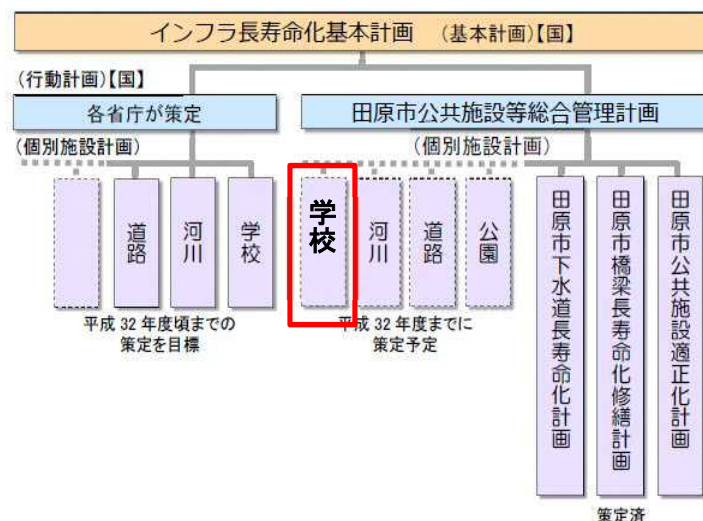 インフラ長寿命化基本計画 （基本計画）【国】
(行動計画)【国】
各省庁が策定
田原市公共施設等総合管理計画
(個別施設計画)
(個別施設計画)
道路
河川
学校
学校
河川
道路
公園
田原市下水道長寿命化計画
田原市橋梁長寿命化修繕計画
田原市公共施設適正化計画
平成 32 年度頃までの
策定を目標
平成 32 年度までに
策定予定
策定済